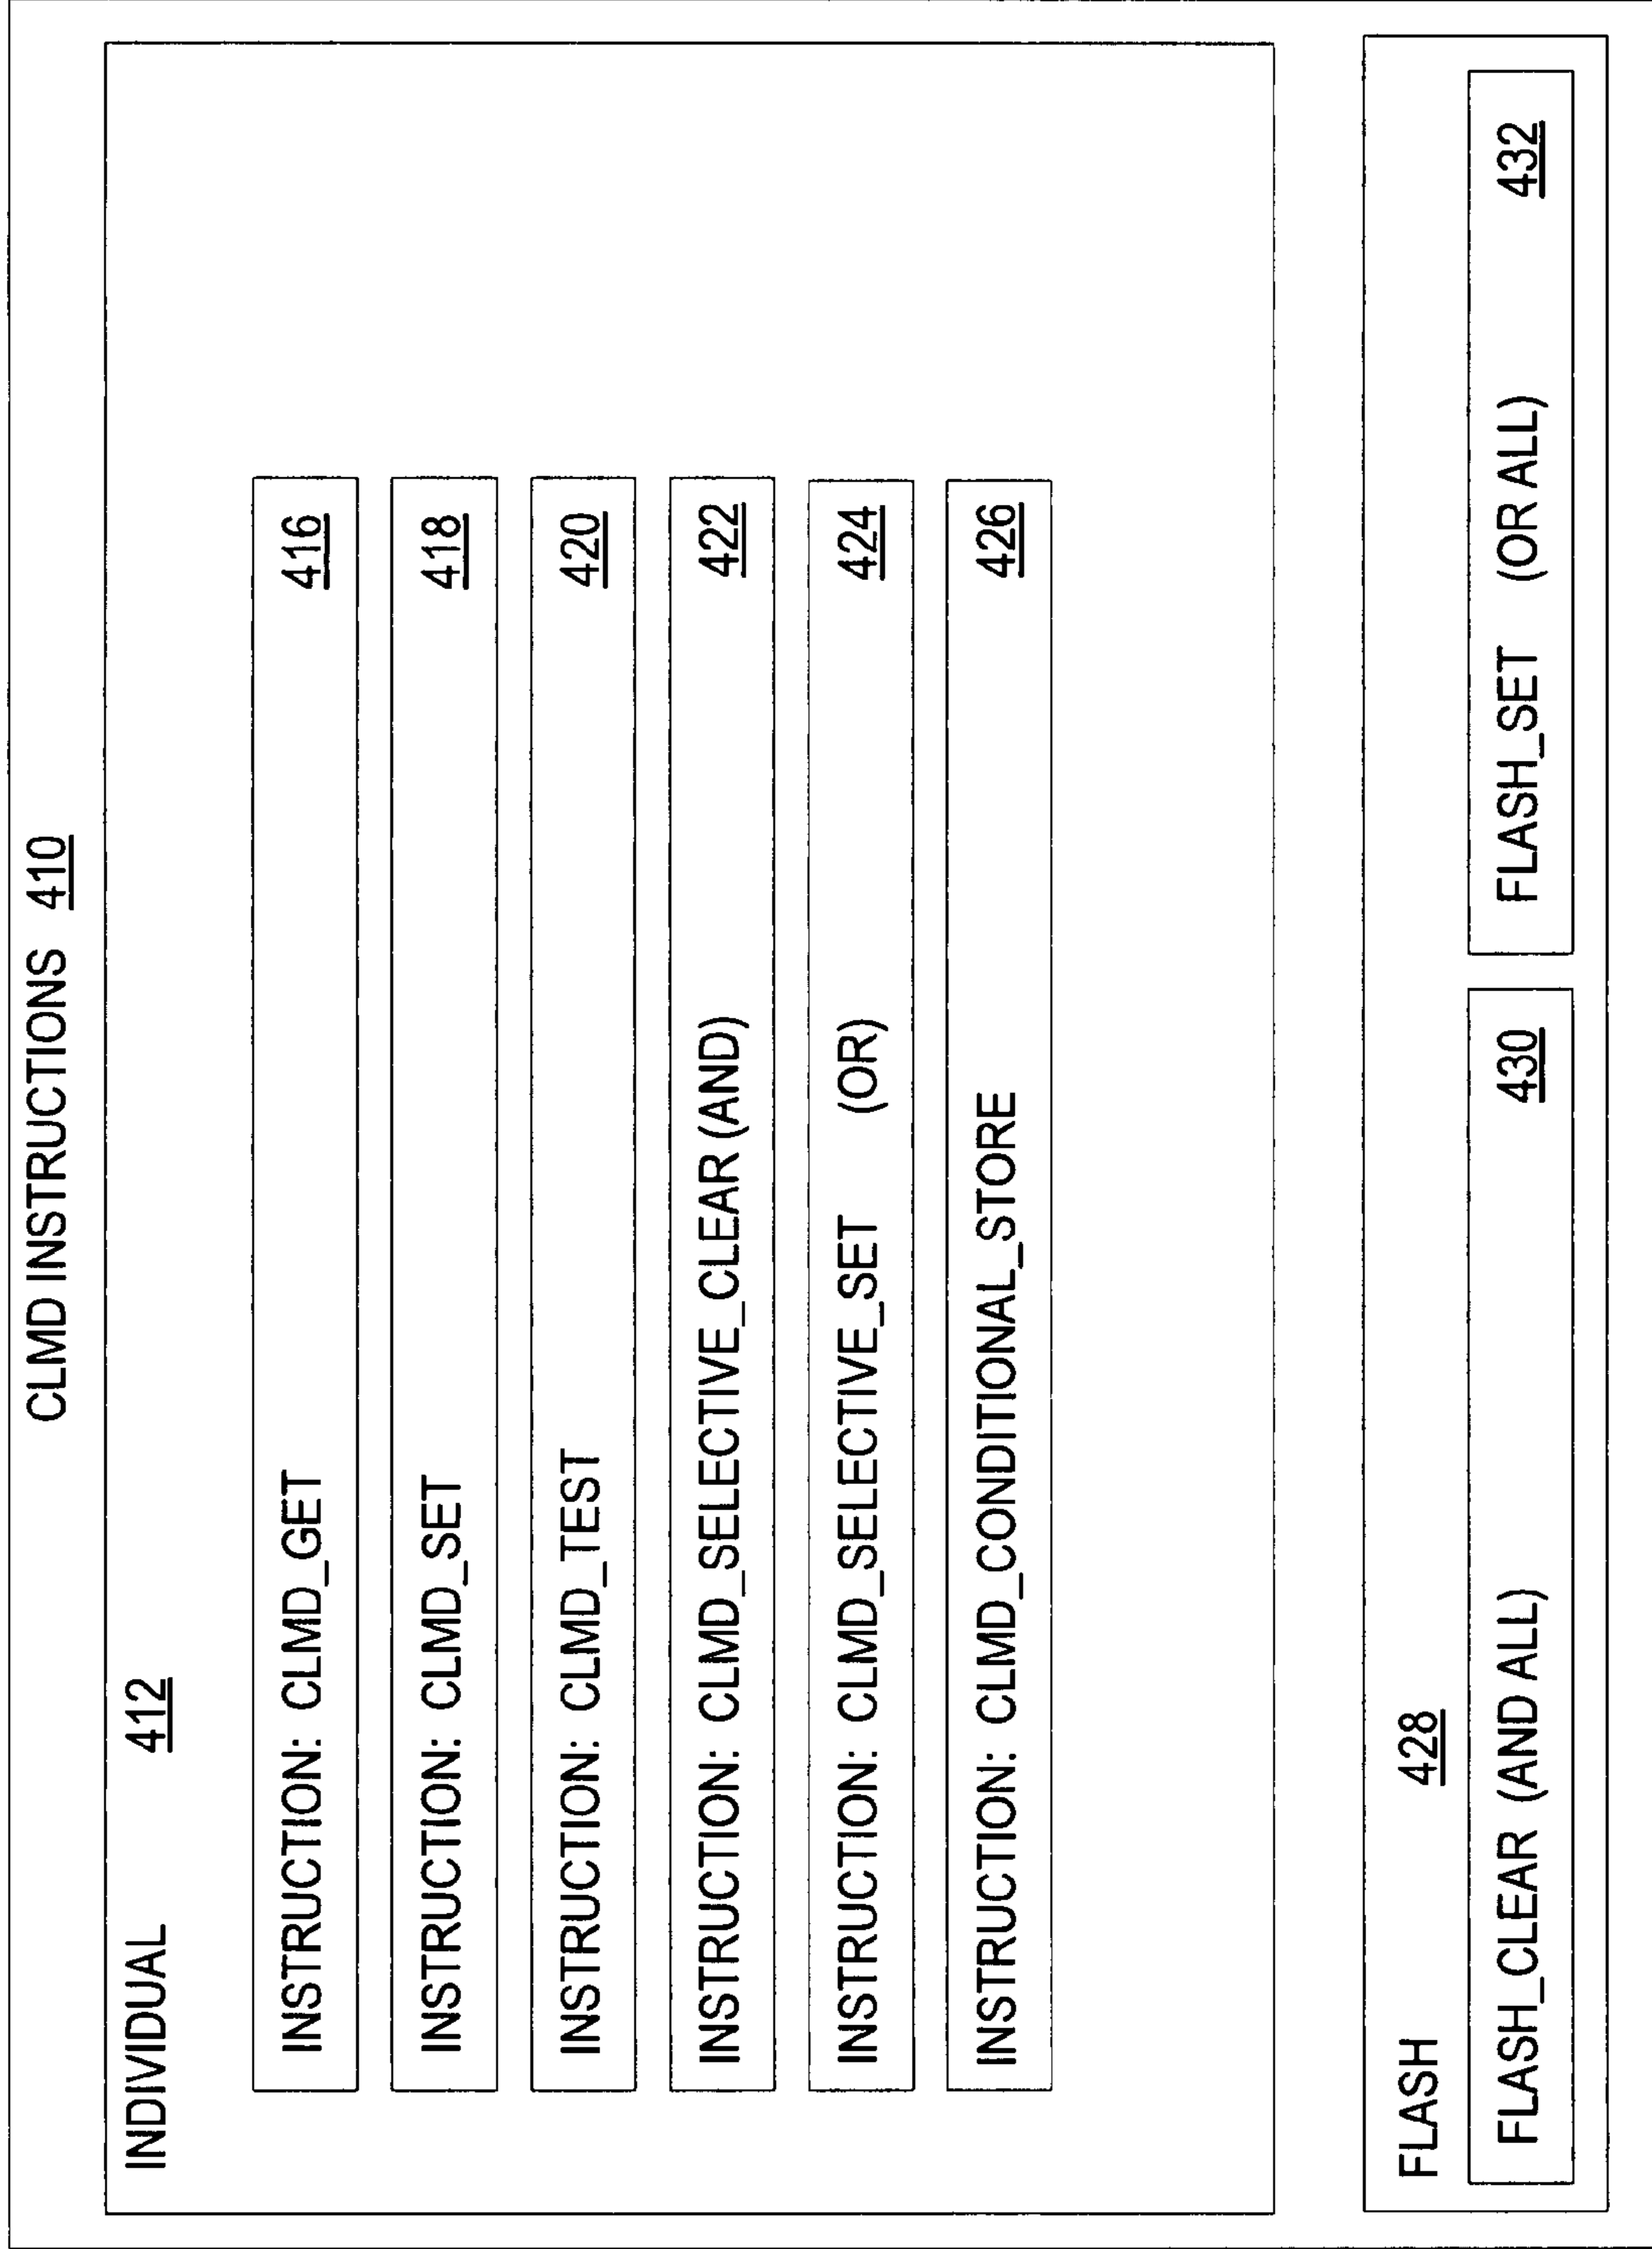 CLMD INSTRUCTIONS 410
INDIVIDUAL 412
INSTRUCTION: CLMD_GET 416
INSTRUCTION: CLMD_SET 418
INSTRUCTION: CLMD_TEST 420
INSTRUCTION: CLMD_SELECTIVE_CLEAR (AND) 422
INSTRUCTION: CLMD_SELECTIVE_SET (OR) 424
INSTRUCTION: CLMD_CONDITIONAL_STORE 426
FLASH 428
FLASH_CLEAR (AND ALL) 430
FLASH_SET (OR ALL) 432